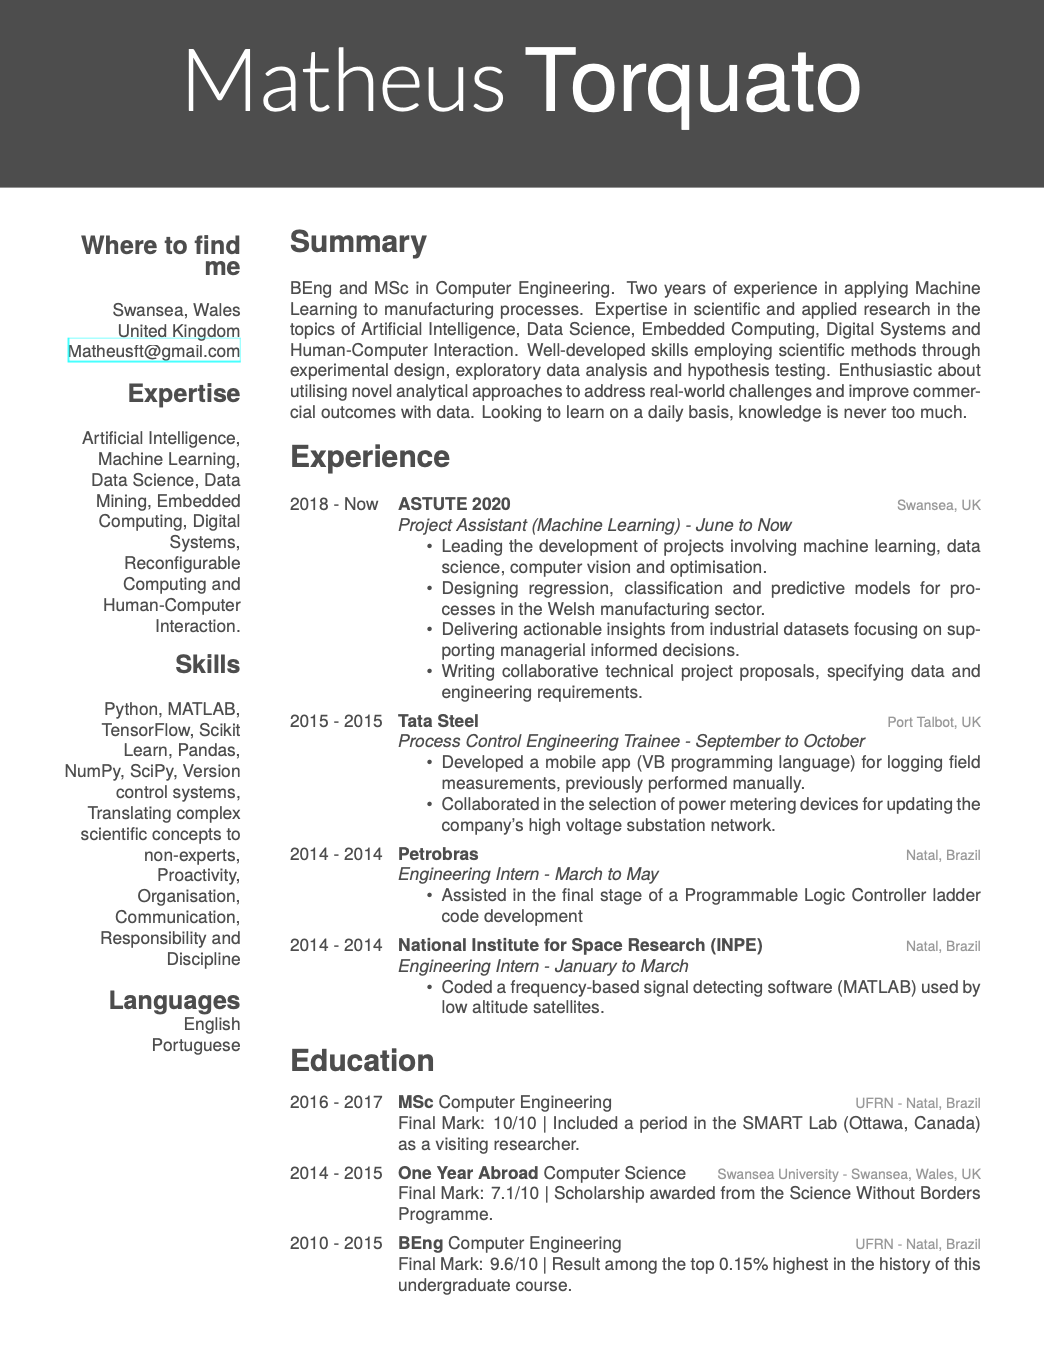 Matheus Torquato
Where to find
me
Swansea, Wales
United Kingdom
Matheusft@gmail.com
Expertise
Artificial Intelligence,
Machine Learning,
Data Science, Data
Mining, Embedded
Computing, Digital
Systems,
Reconfigurable
Computing and
Human-Computer
Interaction.
Skills
Python, MATLAB,
TensorFlow, Scikit
Learn, Pandas,
NumPy, SciPy, Version
control systems,
Translating complex
scientific concepts to
non-experts,
Proactivity,
Organisation,
Communication,
Responsibility and
Discipline
Languages
English
Portuguese
Summary
BEng and MSc in Computer Engineering. Two years of experience in applying Machine
Learning to manufacturing processes. Expertise in scientific and applied research in the
topics of Artificial Intelligence, Data Science, Embedded Computing, Digital Systems and
Human-Computer Interaction. Well-developed skills employing scientific methods through
experimental design, exploratory data analysis and hypothesis testing. Enthusiastic about
utilising novel analytical approaches to address real-world challenges and improve commer-
cial outcomes with data. Looking to learn on a daily basis, knowledge is never too much.
Experience
2018 - Now ASTUTE 2020 Swansea, UK
Project Assistant (Machine Learning) - June to Now
• Leading the development of projects involving machine learning, data
science, computer vision and optimisation.
• Designing regression, classification and predictive models for pro-
cesses in the Welsh manufacturing sector.
• Delivering actionable insights from industrial datasets focusing on sup-
porting managerial informed decisions.
• Writing collaborative technical project proposals, specifying data and
engineering requirements.
2015 - 2015 Tata Steel Port Talbot, UK
Process Control Engineering Trainee - September to October
• Developed a mobile app (VB programming language) for logging field
measurements, previously performed manually.
• Collaborated in the selection of power metering devices for updating the
company's high voltage substation network.
2014 - 2014 Petrobras Natal, Brazil
Engineering Intern - March to May
• Assisted in the final stage of a Programmable Logic Controller ladder
code development
2014 - 2014 National Institute for Space Research (INPE) Natal, Brazil
Engineering Intern - January to March
• Coded a frequency-based signal detecting software (MATLAB) used by
low altitude satellites.
Education
2016 - 2017 MSc Computer Engineering UFRN - Natal, Brazil
Final Mark: 10/10 | Included a period in the SMART Lab (Ottawa, Canada)
as a visiting researcher.
2014 - 2015 One Year Abroad Computer Science Swansea University - Swansea, Wales, UK
Final Mark: 7.1/10 | Scholarship awarded from the Science Without Borders
Programme.
2010 - 2015 BEng Computer Engineering UFRN - Natal, Brazil
Final Mark: 9.6/10 | Result among the top 0.15% highest in the history of this
undergraduate course.